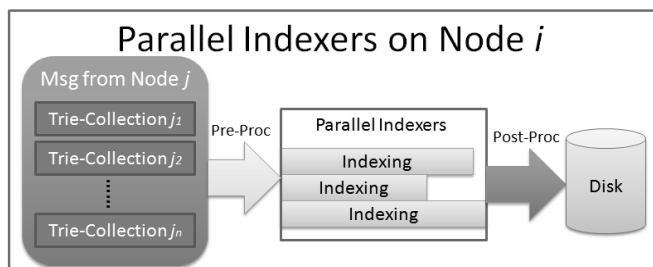 Parallel Indexers on Node i
Msg from Node j
Trie-Collection j1
Trie-Collection j2
Trie-Collection jn
Pre-Proc
Parallel Indexers
Indexing
Indexing
Indexing
Post-Proc
Disk